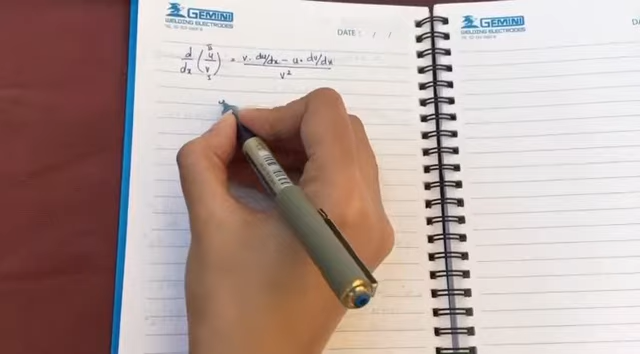 GEMINI
WELDING ELECTRODES
DATE: / /
d/dx (u/v) = v · du/dx - u · dv/dx
v²
GEMINI
WELDING ELECTRODES